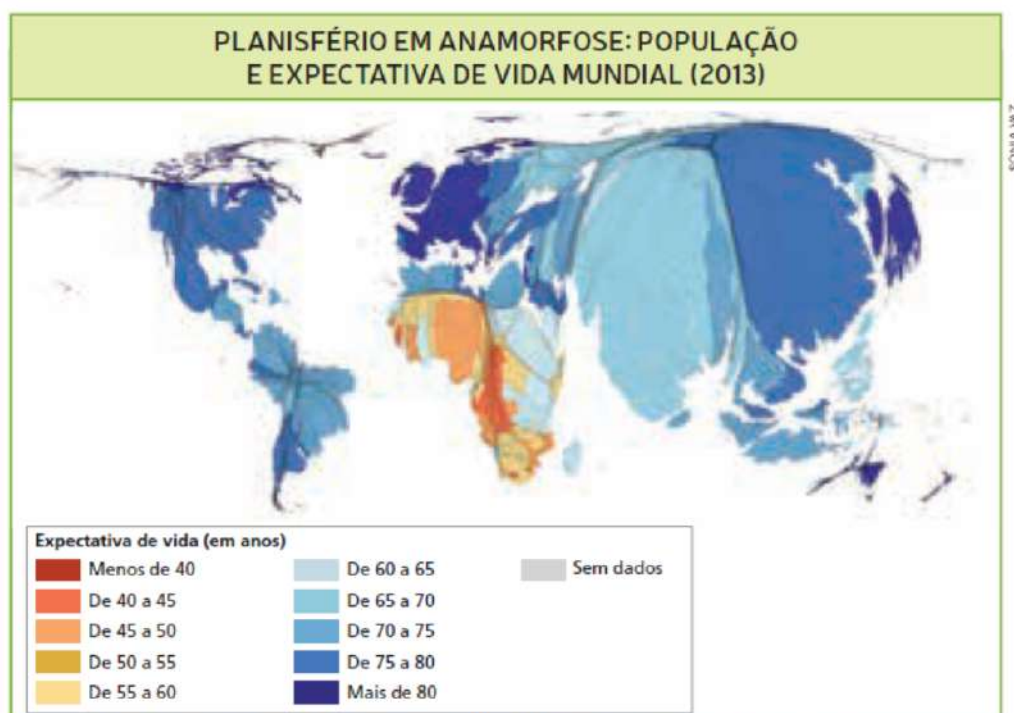 PLANISFÉRIO EM ANAMORFOSE: POPULAÇÃO
E EXPECTATIVA DE VIDA MUNDIAL (2013)
SONIA VAZ
Expectativa de vida (em anos)
Menos de 40
De 40 a 45
De 45 a 50
De 50 a 55
De 55 a 60
De 60 a 65
De 65 a 70
De 70 a 75
De 75 a 80
Mais de 80
Sem dados